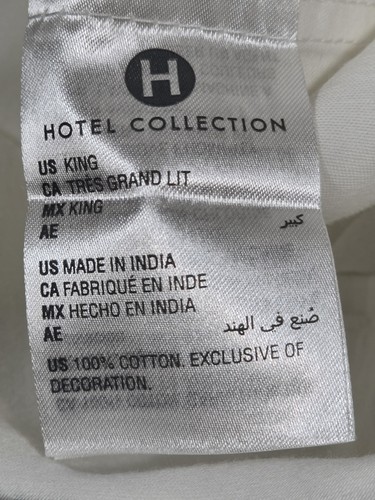 H
HOTEL COLLECTION
US KING
CA TRÈS GRAND LIT
MX KING
AE كبير
US MADE IN INDIA
CA FABRIQUÉ EN INDE
MX HECHO EN INDIA
AE صُنع في الهند
US 100% COTTON. EXCLUSIVE OF
DECORATION.